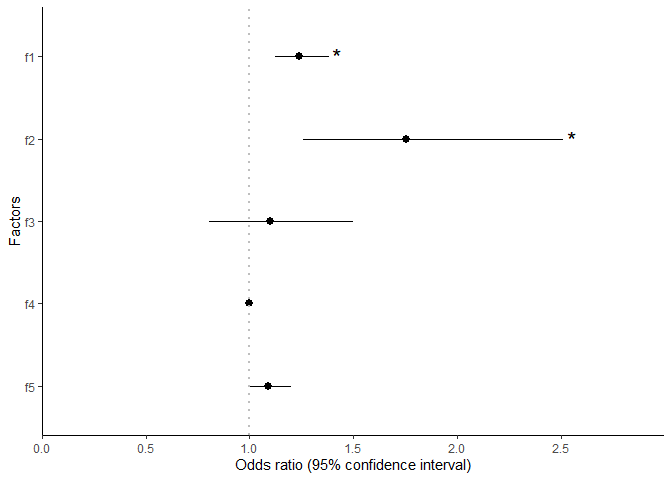 f1
*
f2
*
Factors
f3
f4
f5
0.0 0.5 1.0 1.5 2.0 2.5
Odds ratio (95% confidence interval)